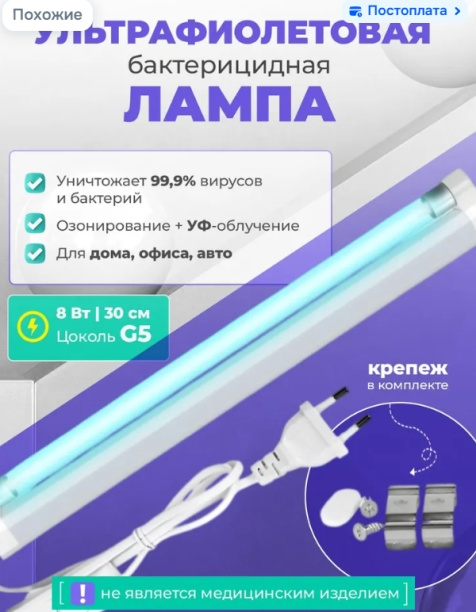 Похожие
Постоплата
УЛЬТРАФИОЛЕТОВАЯ
бактерицидная
ЛАМПА
Уничтожает 99,9% вирусов
и бактерий
Озонирование + УФ-облучение
Для дома, офиса, авто
8 Вт | 30 см
Цоколь G5
крепеж
в комплекте
[ ! не является медицинским изделием ]